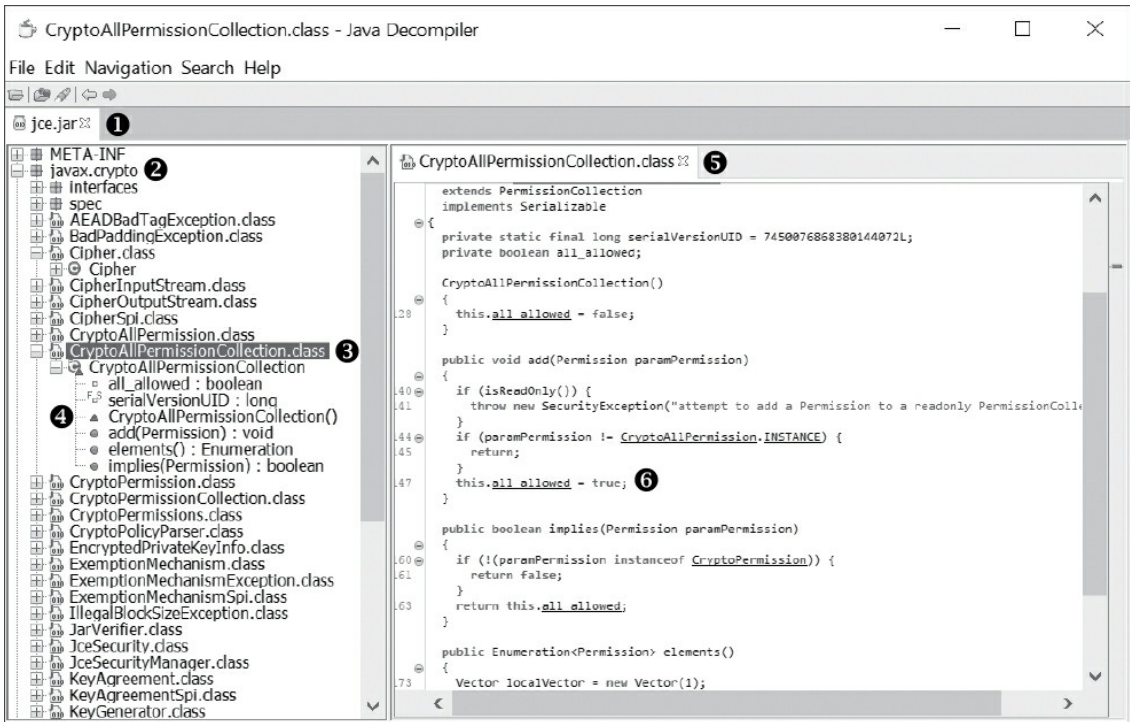 CryptoAllPermissionCollection.class - Java Decompiler
File Edit Navigation Search Help
jce.jar ❶
META-INF
javax.crypto ❷
interfaces
spec
AEADBadTagException.class
BadPaddingException.class
Cipher.class
Cipher
CipherInputStream.class
CipherOutputStream.class
CipherSpi.class
CryptoAllPermission.class
CryptoAllPermissionCollection.class ❸
CryptoAllPermissionCollection
all_allowed : boolean
serialVersionUID : long
❹ CryptoAllPermissionCollection()
add(Permission) : void
elements() : Enumeration
implies(Permission) : boolean
CryptoPermission.class
CryptoPermissionCollection.class
CryptoPermissions.class
CryptoPolicyParser.class
EncryptedPrivateKeyInfo.class
ExemptionMechanism.class
ExemptionMechanismException.class
ExemptionMechanismSpi.class
IllegalBlockSizeException.class
JarVerifier.class
JceSecurity.class
JceSecurityManager.class
KeyAgreement.class
KeyAgreementSpi.class
KeyGenerator.class
CryptoAllPermissionCollection.class ❺
extends PermissionCollection
implements Serializable
{
private static final long serialVersionUID = 7450076868380144072L;
private boolean all_allowed;
CryptoAllPermissionCollection()
{
128 this.all_allowed = false;
}
public void add(Permission paramPermission)
{
140 if (isReadOnly()) {
141 throw new SecurityException("attempt to add a Permission to a readonly PermissionColle
}
144 if (paramPermission != CryptoAllPermission.INSTANCE) {
145 return;
}
147 this.all_allowed = true; ❻
}
public boolean implies(Permission paramPermission)
{
160 if (!(paramPermission instanceof CryptoPermission)) {
161 return false;
}
163 return this.all_allowed;
}
public Enumeration<Permission> elements()
{
173 Vector localVector = new Vector(1);